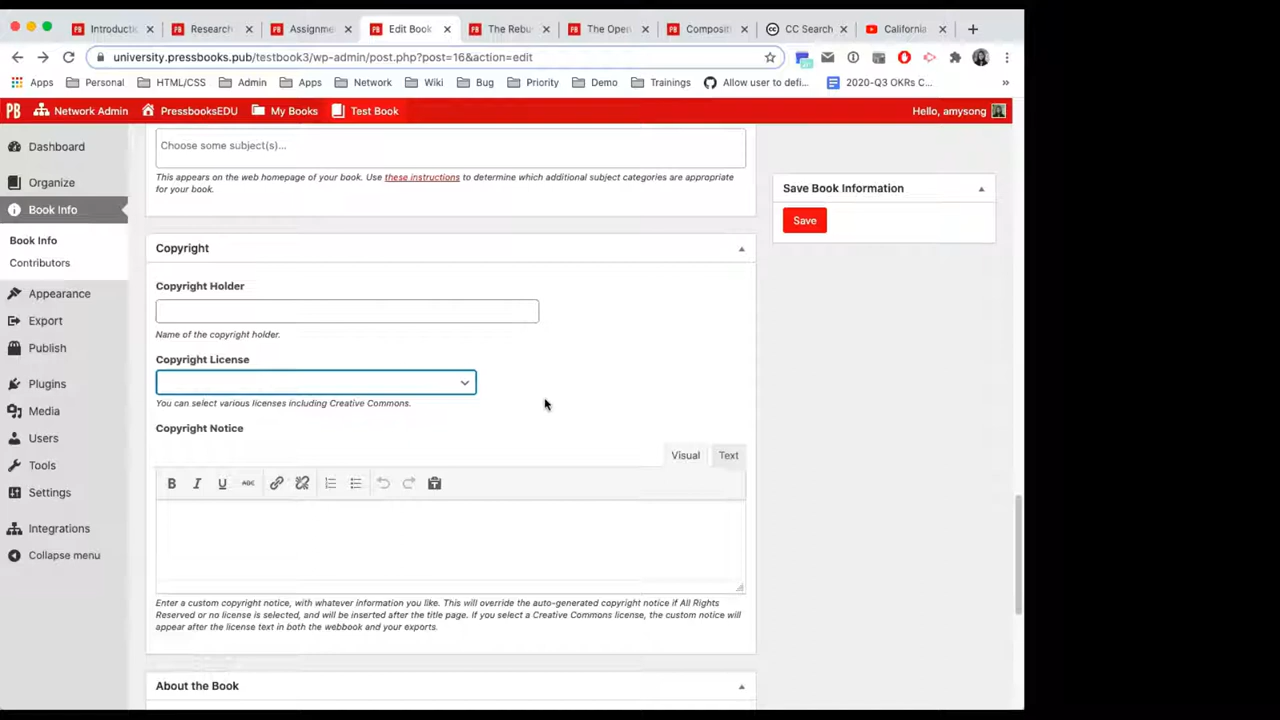 Introducti
Research
Assignme
Edit Book
The Rebu
The Open
Composit
CC Search
California
university.pressbooks.pub/testbook3/wp-admin/post.php?post=16&action=edit
Apps
Personal
HTML/CSS
Admin
Apps
Network
Wiki
Bug
Priority
Demo
Trainings
Allow user to defi...
2020-Q3 OKRs C...
»
PB
Network Admin
PressbooksEDU
My Books
Test Book
Hello, amysong
Dashboard
Organize
Book Info
Book Info
Contributors
Appearance
Export
Publish
Plugins
Media
Users
Tools
Settings
Integrations
Collapse menu
Choose some subject(s)...
This appears on the web homepage of your book. Use these instructions to determine which additional subject categories are appropriate
for your book.
Copyright
Copyright Holder
Name of the copyright holder.
Copyright License
You can select various licenses including Creative Commons.
Copyright Notice
Visual
Text
B I U ABC
Enter a custom copyright notice, with whatever information you like. This will override the auto-generated copyright notice if All Rights
Reserved or no license is selected, and will be inserted after the title page. If you select a Creative Commons license, the custom notice will
appear after the license text in both the webbook and your exports.
About the Book
Save Book Information
Save